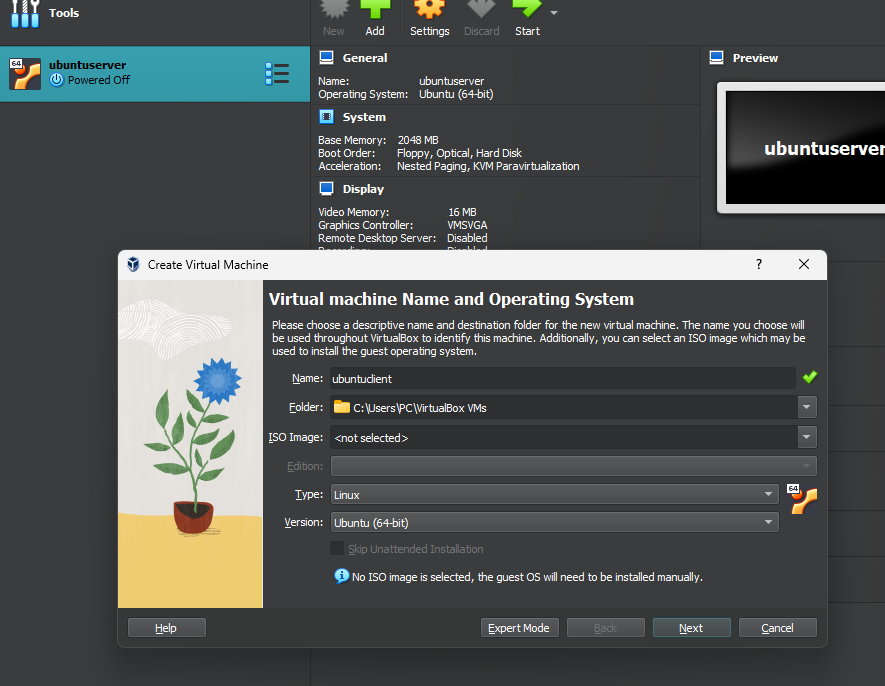 Tools
New Add Settings Discard Start
64 ubuntuserver
Powered Off
General
Name: ubuntuserver
Operating System: Ubuntu (64-bit)
System
Base Memory: 2048 MB
Boot Order: Floppy, Optical, Hard Disk
Acceleration: Nested Paging, KVM Paravirtualization
Display
Video Memory: 16 MB
Graphics Controller: VMSVGA
Remote Desktop Server: Disabled
Preview
ubuntuserver
Create Virtual Machine ?
Virtual machine Name and Operating System
Please choose a descriptive name and destination folder for the new virtual machine. The name you choose will
be used throughout VirtualBox to identify this machine. Additionally, you can select an ISO image which may be
used to install the guest operating system.
Name: ubuntuclient
Folder: C:\Users\PC\VirtualBox VMs
ISO Image: <not selected>
Edition:
Type: Linux 64
Version: Ubuntu (64-bit)
Skip Unattended Installation
No ISO image is selected, the guest OS will need to be installed manually.
Help Expert Mode Back Next Cancel